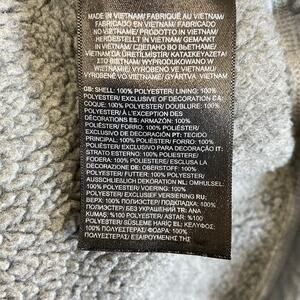 MADE IN VIETNAM/ FABRIQUÉ AU VIETNAM/
FABRICADO EN VIETNAM/ FABRICADO NO
VIETNAM/ PRODOTTO IN VIETNAM/
HERGESTELLT IN VIETNAM/ GEMAAKT
IN VIETNAM/ СДЕЛАНО ВО ВЬЕТНАМЕ/
VIETNAM'DA ÜRETİLMİŞTİR/ ΚΑΤΑΣΚΕΥΑΖΕΤΑΙ
ΣΤΟ ΒΙΕΤΝΑΜ/ WYPRODUKOWANO W
WIETNAMIE/ VYROBENO VE VIETNAMU/
VYROBENÉ VO VIETNAME/ GYÁRTVA: VIETNAM
GB: SHELL: 100% POLYESTER/ LINING: 100%
POLYESTER/ EXCLUSIVE OF DECORATION CA:
COQUE: 100% POLYESTER/ DOUBLURE: 100%
POLYESTER/ À L'EXCEPTION DES
DÉCORATIONS ES: ARMAZÓN: 100%
POLIÉSTER/ FORRO: 100% POLIÉSTER/
EXCLUSIVO DE DECORACIÓN PT: TECIDO
PRINCIPAL: 100% POLIÉSTER/ FORRO: 100%
POLIÉSTER/ EXCLUSIVO PARA DECORAÇÃO IT:
STRATO ESTERNO: 100% POLIESTERE/
FODERA: 100% POLIESTERE/ ESCLUSA LA
DECORAZIONE DE: OBERSTOFF: 100%
POLYESTER/ FUTTER: 100% POLYESTER/
AUSSCHLIEßLICH DEKORATION NL: OMHULSEL:
100% POLYESTER/ VOERING: 100%
POLYESTER/ EXCLUSIEF VERSIERING RU:
ВЕРХ: 100% ПОЛИЭСТЕР/ ПОДКЛАДКА: 100%
ПОЛИЭСТЕР/ БЕЗ УКРАШЕНИЙ TR: ANA
KUMAŞ: %100 POLYESTER/ ASTAR: %100
POLYESTER/ SÜSLEME HARİÇ EL: ΚΕΛΥΦΟΣ:
100% ΠΟΛΥΕΣΤΕΡΑΣ/ ΦΟΔΡΑ: 100%
ΠΟΛΥΕΣΤΕΡΑΣ/ ΕΞΑΙΡΟΥΜΕΝΗΣ ΤΗΣ